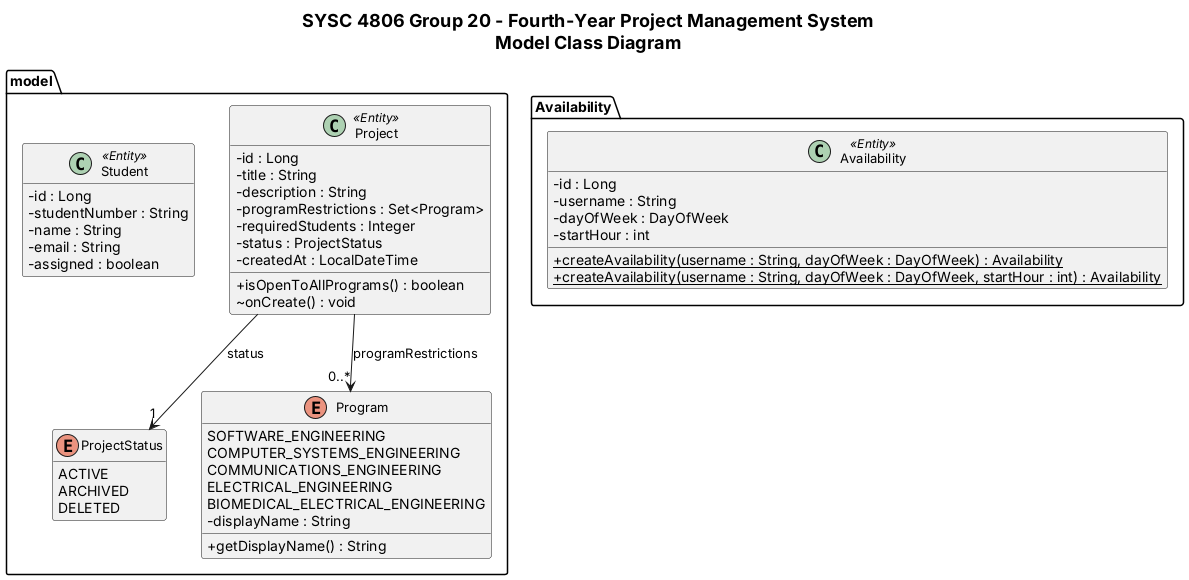 SYSC 4806 Group 20 - Fourth-Year Project Management System
Model Class Diagram
model
C
«Entity»
Student
-id : Long
-studentNumber : String
-name : String
-email : String
-assigned : boolean
C
«Entity»
Project
-id : Long
-title : String
-description : String
-programRestrictions : Set<Program>
-requiredStudents : Integer
-status : ProjectStatus
-createdAt : LocalDateTime
+isOpenToAllPrograms() : boolean
~onCreate() : void
status
1
programRestrictions
0..*
E ProjectStatus
ACTIVE
ARCHIVED
DELETED
E Program
SOFTWARE_ENGINEERING
COMPUTER_SYSTEMS_ENGINEERING
COMMUNICATIONS_ENGINEERING
ELECTRICAL_ENGINEERING
BIOMEDICAL_ELECTRICAL_ENGINEERING
-displayName : String
+getDisplayName() : String
Availability
C
«Entity»
Availability
-id : Long
-username : String
-dayOfWeek : DayOfWeek
-startHour : int
+createAvailability(username : String, dayOfWeek : DayOfWeek) : Availability
+createAvailability(username : String, dayOfWeek : DayOfWeek, startHour : int) : Availability